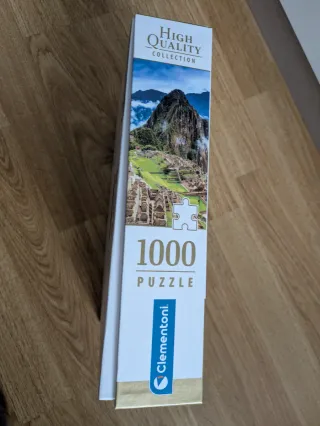 HIGH
QUALITY
COLLECTION
1000
PUZZLE
Clementoni